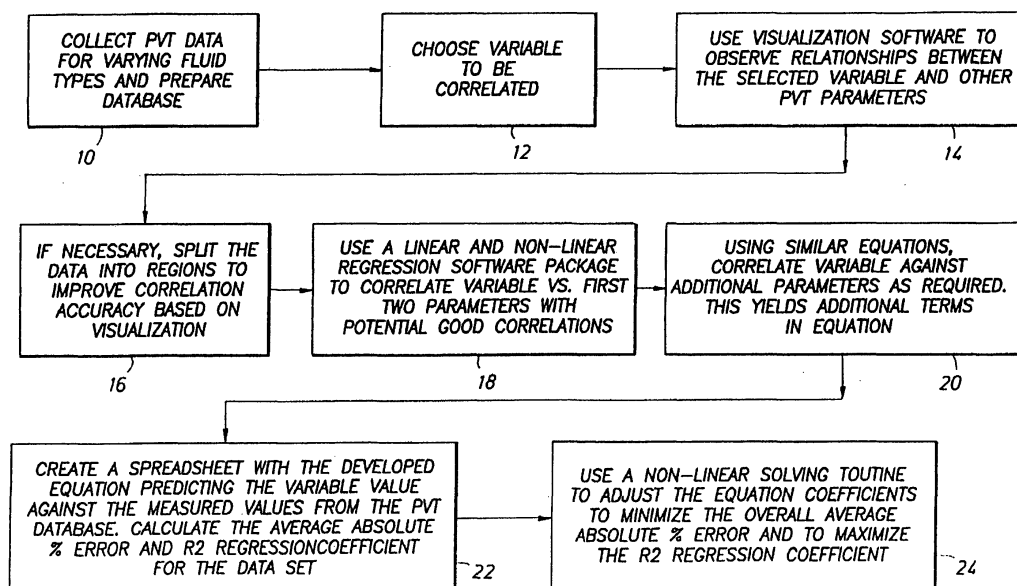 COLLECT PVT DATA
FOR VARYING FLUID
TYPES AND PREPARE
DATABASE
10
CHOOSE VARIABLE
TO BE
CORRELATED
12
USE VISUALIZATION SOFTWARE TO
OBSERVE RELATIONSHIPS BETWEEN
THE SELECTED VARIABLE AND OTHER
PVT PARAMETERS
14
IF NECESSARY, SPLIT THE
DATA INTO REGIONS TO
IMPROVE CORRELATION
ACCURACY BASED ON
VISUALIZATION
16
USE A LINEAR AND NON-LINEAR
REGRESSION SOFTWARE PACKAGE
TO CORRELATE VARIABLE VS. FIRST
TWO PARAMETERS WITH
POTENTIAL GOOD CORRELATIONS
18
USING SIMILAR EQUATIONS,
CORRELATE VARIABLE AGAINST
ADDITIONAL PARAMETERS AS REQUIRED.
THIS YIELDS ADDITIONAL TERMS
IN EQUATION
20
CREATE A SPREADSHEET WITH THE DEVELOPED
EQUATION PREDICTING THE VARIABLE VALUE
AGAINST THE MEASURED VALUES FROM THE PVT
DATABASE. CALCULATE THE AVERAGE ABSOLUTE
% ERROR AND R2 REGRESSIONCOEFFICIENT
FOR THE DATA SET
22
USE A NON-LINEAR SOLVING TOUTINE
TO ADJUST THE EQUATION COEFFICIENTS
TO MINIMIZE THE OVERALL AVERAGE
ABSOLUTE % ERROR AND TO MAXIMIZE
THE R2 REGRESSION COEFFICIENT
24